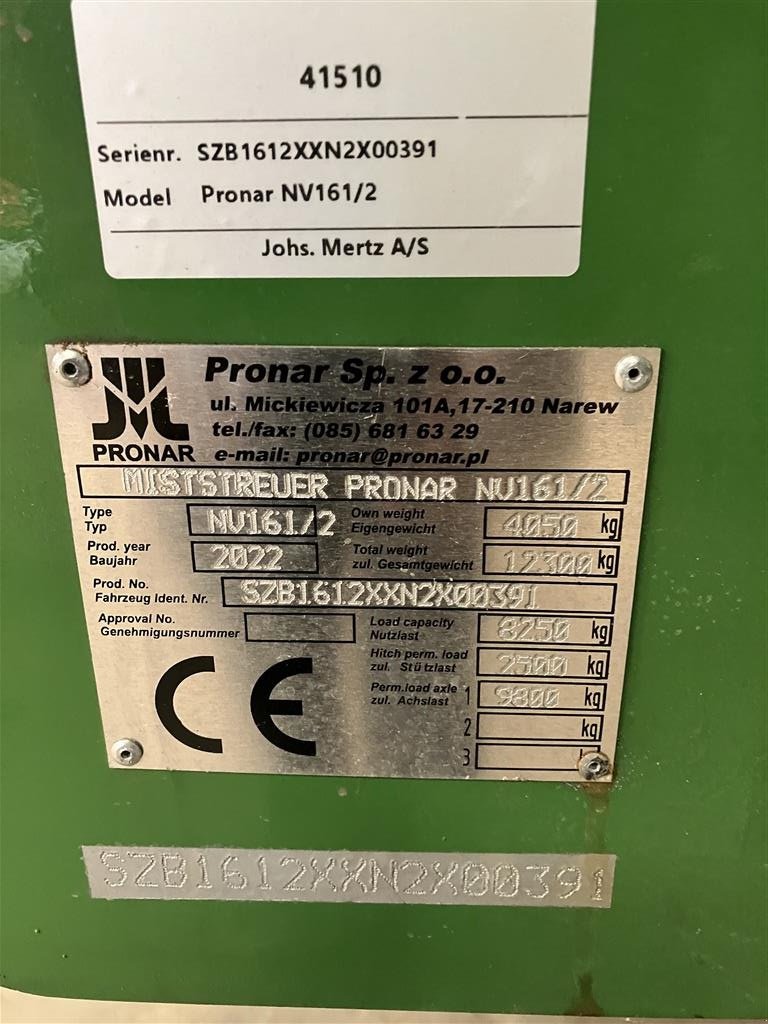 41510
Serienr. SZB1612XXN2X00391
Model Pronar NV161/2
Johs. Mertz A/S
PRONAR
Pronar Sp. z o.o.
ul. Mickiewicza 101A,17-210 Narew
tel./fax: (085) 681 63 29
e-mail: pronar@pronar.pl
MISTSTREUER PRONAR NV161/2
Type
Typ
NV161/2
Own weight
Eigengewicht
4050 kg
Prod. year
Baujahr
2022
Total weight
zul. Gesamtgewicht
12300 kg
Prod. No.
Fahrzeug Ident. Nr.
SZB1612XXN2X00391
Approval No.
Genehmigungsnummer
Load capacity
Nutzlast
8250 kg
Hitch perm. load
zul. Stützlast
2500 kg
Perm.load axle
zul. Achslast
1 9800 kg
2 kg
3
CE
SZB1612XXN2X00391